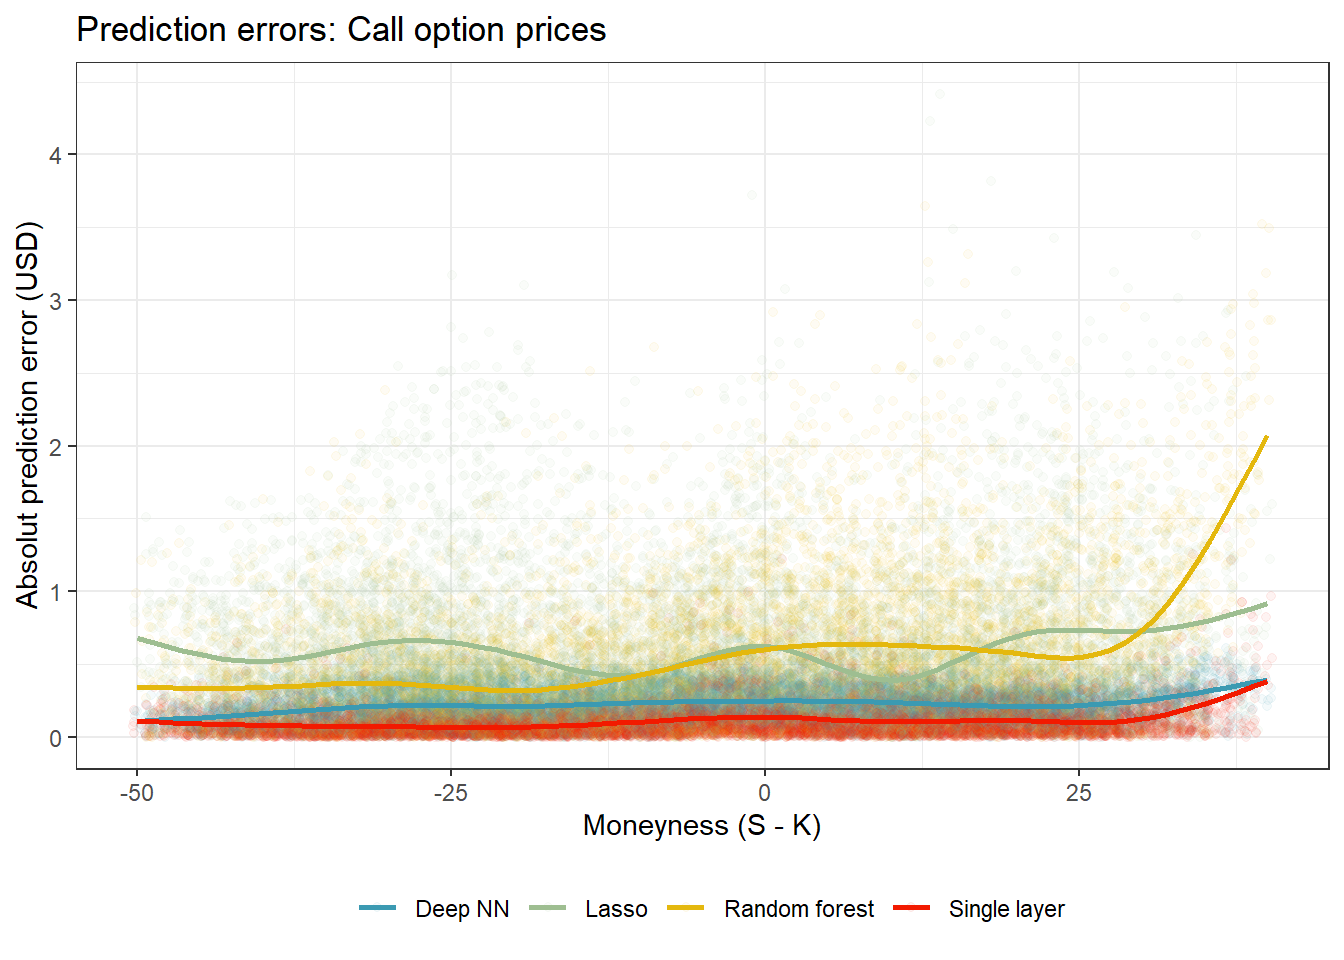 Prediction errors: Call option prices
Absolut prediction error (USD)
4
3
2
1
0
-50
-25
0
25
Moneyness (S - K)
Deep NN
Lasso
Random forest
Single layer